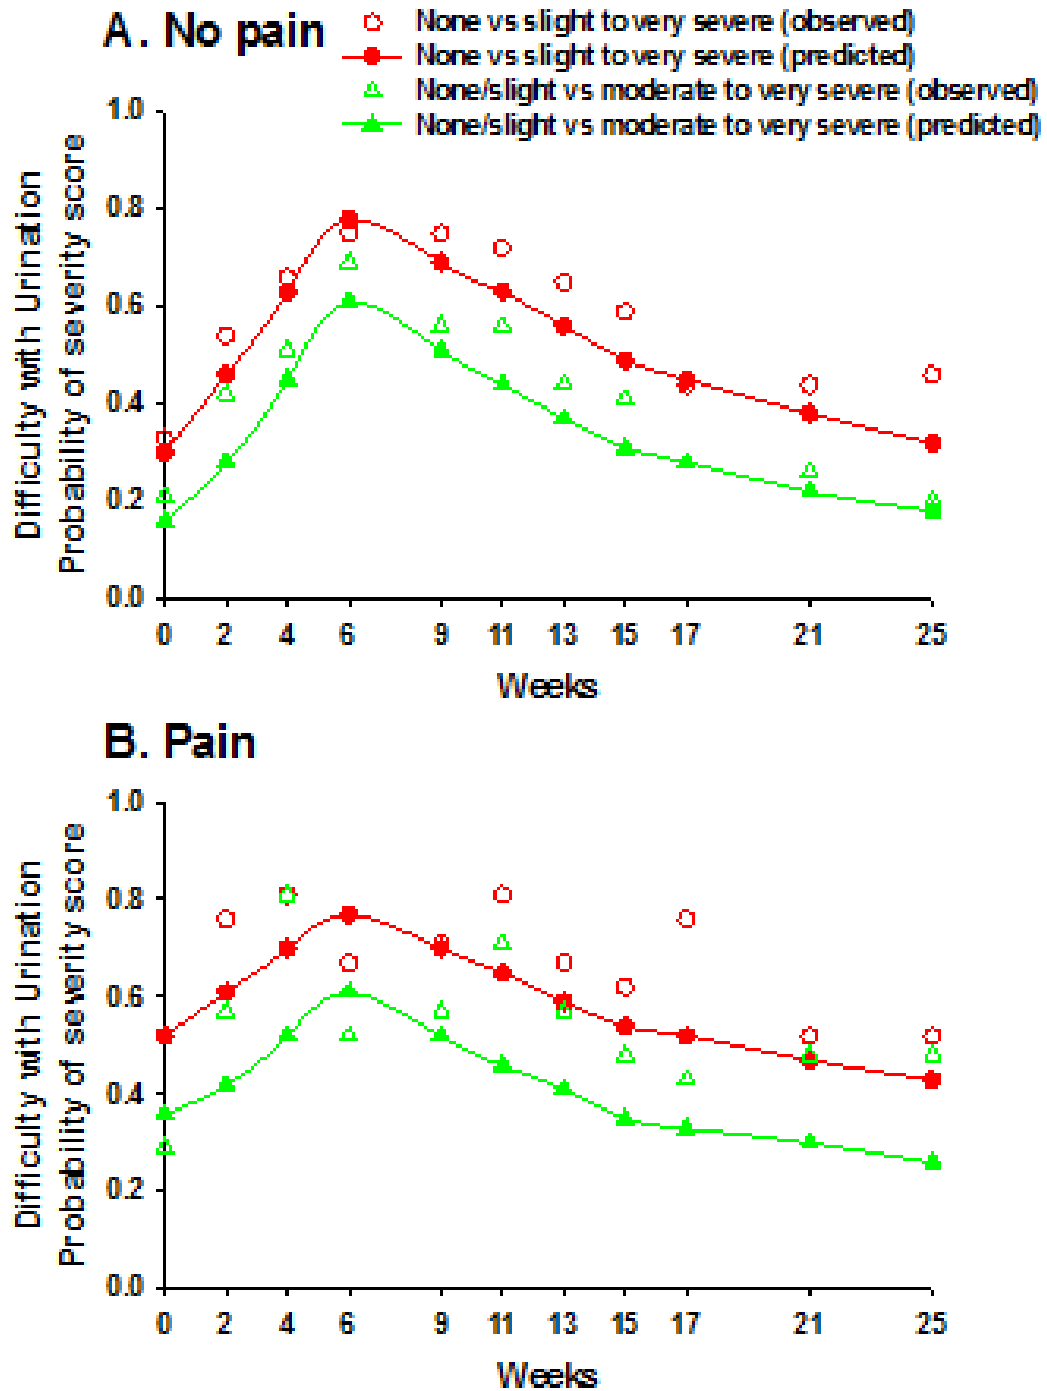 A. No pain
None vs slight to very severe (observed)
None vs slight to very severe (predicted)
None/slight vs moderate to very severe (observed)
None/slight vs moderate to very severe (predicted)
Difficulty with Urination
Probability of severity score
1.0
0.8
0.6
0.4
0.2
0.0
0 2 4 6 9 11 13 15 17 21 25
Weeks
B. Pain
Difficulty with Urination
Probability of severity score
1.0
0.8
0.6
0.4
0.2
0.0
0 2 4 6 9 11 13 15 17 21 25
Weeks